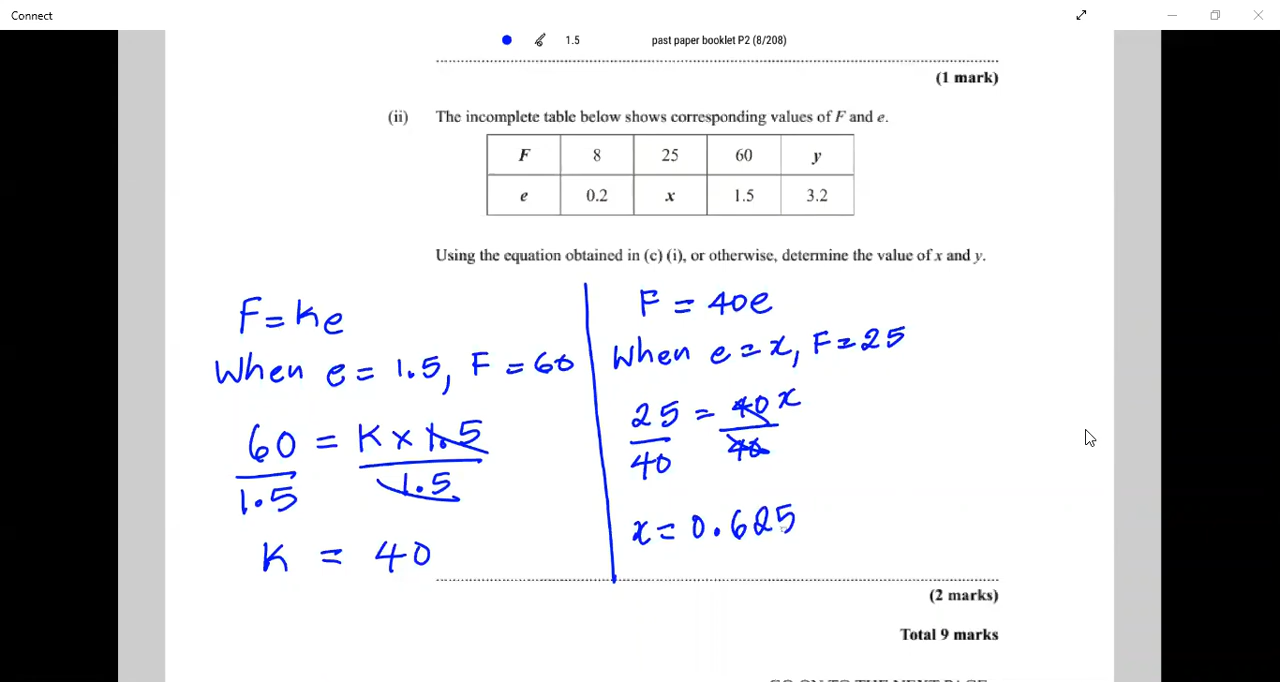 Connect
1.5 past paper booklet P2 (8/208)
(1 mark)
(ii) The incomplete table below shows corresponding values of F and e.
F 8 25 60 y
e 0.2 x 1.5 3.2
Using the equation obtained in (c) (i), or otherwise, determine the value of x and y.
F = ke
When e = 1.5, F = 60
60 = K × 1.5
1.5 1.5
K = 40
F = 40e
When e = x, F = 25
25 = 40x
40 40
x = 0.625
(2 marks)
Total 9 marks